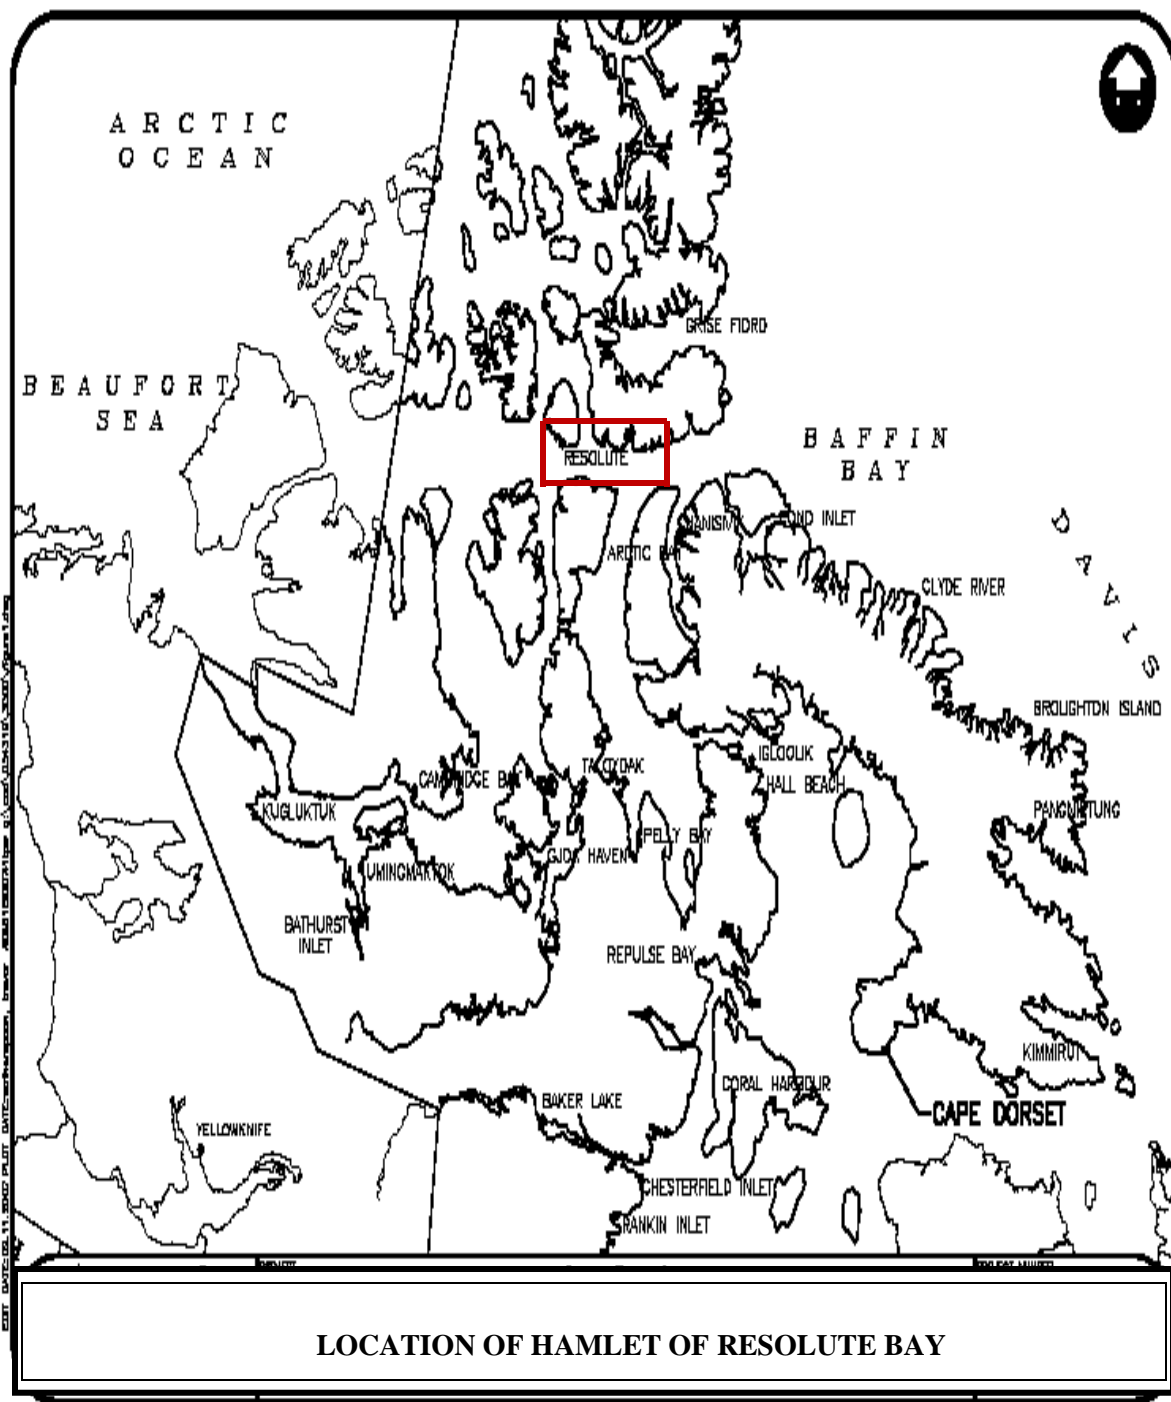 ARCTIC
OCEAN
GRISE FIORD
BEAUFORT
SEA
BAFFIN
BAY
RESOLUTE
NANISIVIK
POND INLET
DAVIS
ARCTIC BAY
CLYDE RIVER
BROUGHTON ISLAND
IGLOOLIK
TALOYOAK
CAMBRIDGE BAY
HALL BEACH
KUGLUKTUK
PANGNIRTUNG
PELLY BAY
GJOA HAVEN
UMINGMAKTOK
BATHURST
INLET
REPULSE BAY
KIMMIRUT
CORAL HARBOUR
BAKER LAKE
CAPE DORSET
YELLOWKNIFE
CHESTERFIELD INLET
RANKIN INLET
LOCATION OF HAMLET OF RESOLUTE BAY